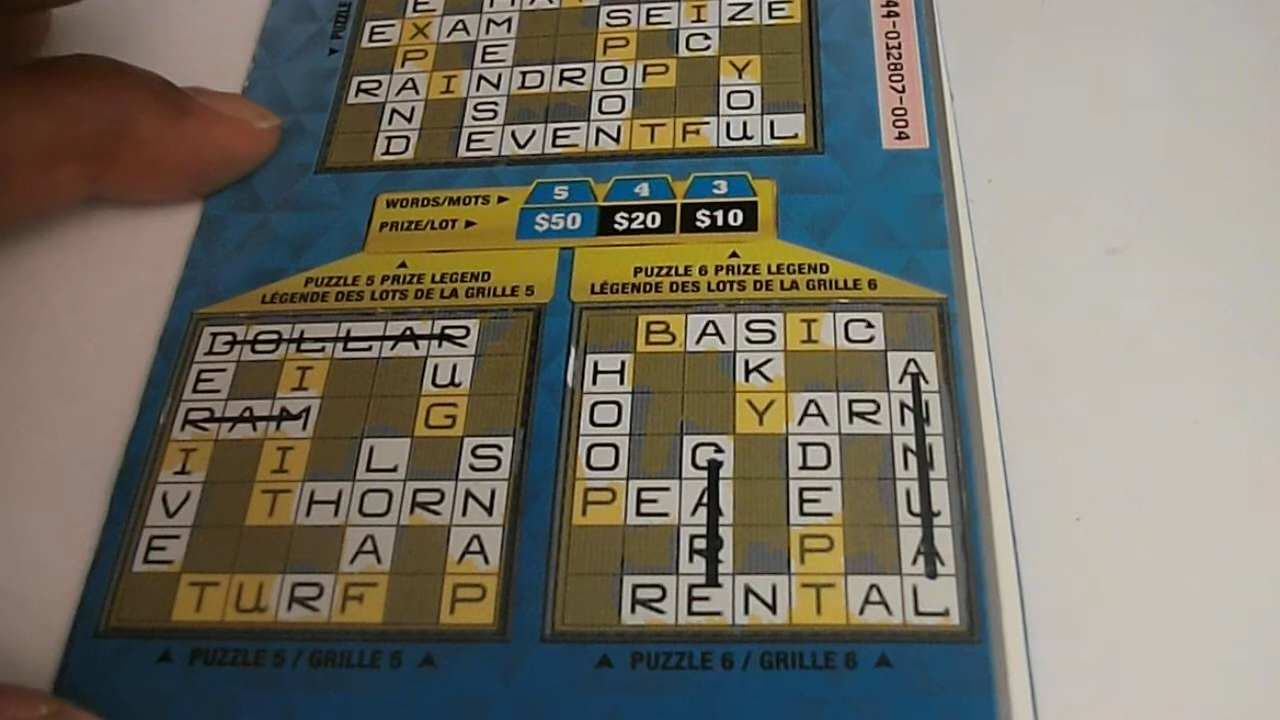 SEIZE
EXAM
RAINDROP
EVENTFUL
44-032807-004
WORDS/MOTS ► 5 4 3
PRIZE/LOT ► $50 $20 $10
PUZZLE 5 PRIZE LEGEND
LÉGENDE DES LOTS DE LA GRILLE 5
PUZZLE 6 PRIZE LEGEND
LÉGENDE DES LOTS DE LA GRILLE 6
DOLLAR
E I U
RAM G
I I L S
V THORN
E A A
TURF P
BASIC
H K A
O YARN
O C D N
PEA E U
R P A
RENTAL
▲ PUZZLE 5 / GRILLE 5 ▲
▲ PUZZLE 6 / GRILLE 6 ▲